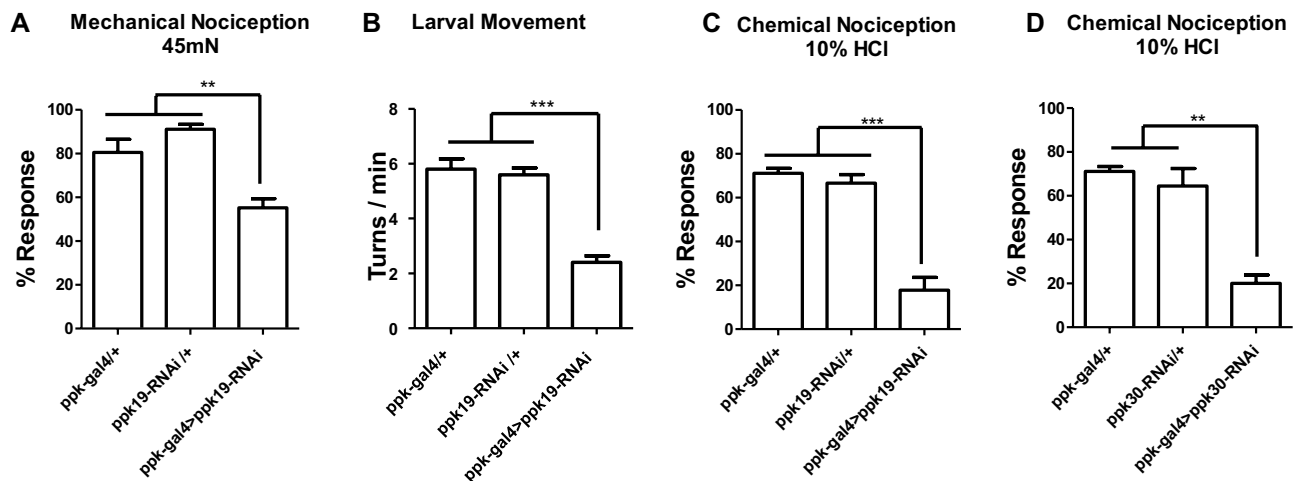 A
Mechanical Nociception
45mN
**
% Response
100
80
60
40
20
0
ppk-gal4/+
ppk19-RNAi /+
ppk-gal4>ppk19-RNAi
B
Larval Movement
***
Turns / min
8
6
4
2
0
ppk-gal4/+
ppk19-RNAi /+
ppk-gal4>ppk19-RNAi
C
Chemical Nociception
10% HCl
***
% Response
100
80
60
40
20
0
ppk-gal4/+
ppk19-RNAi/+
ppk-gal4>ppk19-RNAi
D
Chemical Nociception
10% HCl
**
% Response
100
80
60
40
20
0
ppk-gal4/+
ppk30-RNAi/+
ppk-gal4>ppk30-RNAi